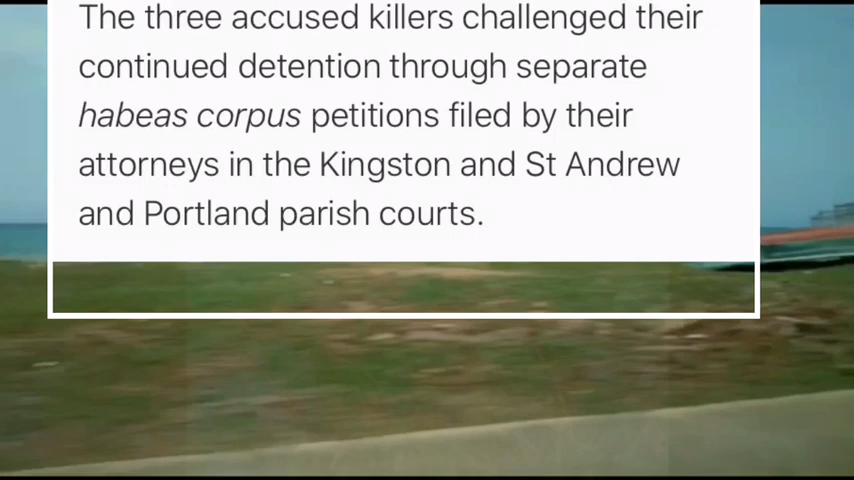 The three accused killers challenged their
continued detention through separate
habeas corpus petitions filed by their
attorneys in the Kingston and St Andrew
and Portland parish courts.